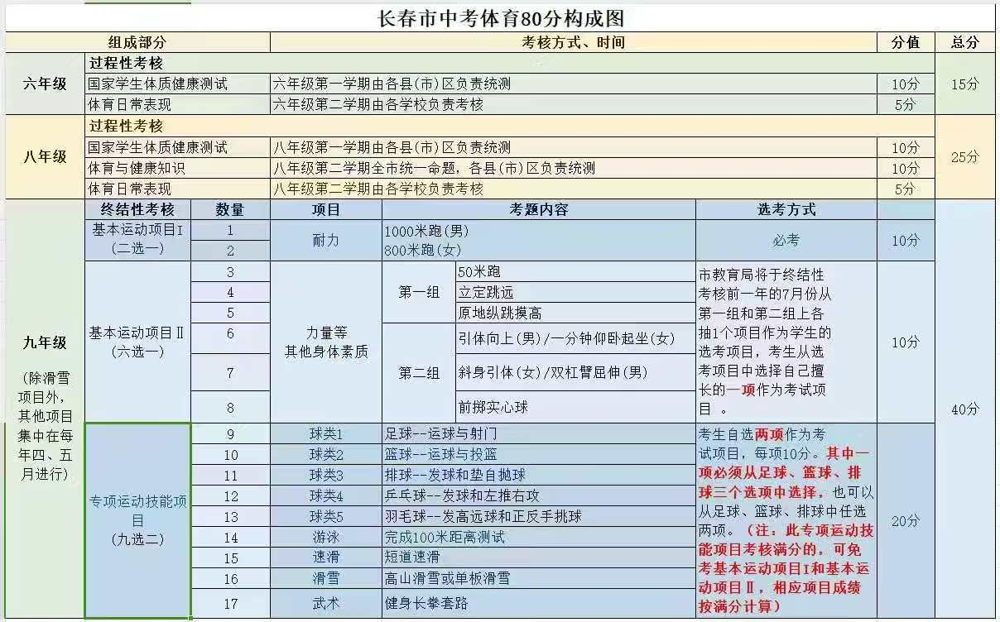 长春市中考体育80分构成图
组成部分 考核方式、时间 分值 总分
六年级
过程性考核
国家学生体质健康测试 六年级第一学期由各县(市)区负责统测 10分
体育日常表现 六年级第二学期由各学校负责考核 5分
15分
八年级
过程性考核
国家学生体质健康测试 八年级第一学期由各县(市)区负责统测 10分
体育与健康知识 八年级第二学期全市统一命题，各县(市)区负责统测 10分
体育日常表现 八年级第二学期由各学校负责考核 5分
25分
九年级
(除滑雪
项目外，
其他项目
集中在每
年四、五
月进行)
终结性考核 数量 项目 考题内容 选考方式
基本运动项目I
(二选一)
1
2
耐力
1000米跑(男)
800米跑(女)
必考
10分
基本运动项目Ⅱ
(六选一)
3
4
5
6
7
8
力量等
其他身体素质
第一组
50米跑
立定跳远
原地纵跳摸高
第二组
引体向上(男)/一分钟仰卧起坐(女)
斜身引体(女)/双杠臂屈伸(男)
前掷实心球
市教育局将于终结性
考核前一年的7月份从
第一组和第二组上各
抽1个项目作为学生的
选考项目，考生从选
考项目中选择自己擅
长的一项作为考试项
目 。
10分
专项运动技能项
目
(九选二)
9 球类1 足球--运球与射门
10 球类2 篮球--运球与投篮
11 球类3 排球--发球和垫自抛球
12 球类4 乒乓球--发球和左推右攻
13 球类5 羽毛球--发高远球和正反手挑球
14 游泳 完成100米距离测试
15 速滑 短道速滑
16 滑雪 高山滑雪或单板滑雪
17 武术 健身长拳套路
考生自选两项作为考
试项目，每项10分。其中一
项必须从足球、篮球、排
球三个选项中选择，也可以
从足球、篮球、排球中任选
两项。（注：此专项运动技
能项目考核满分的，可免
考基本运动项目I和基本运
动项目Ⅱ，相应项目成绩
按满分计算）
20分
40分